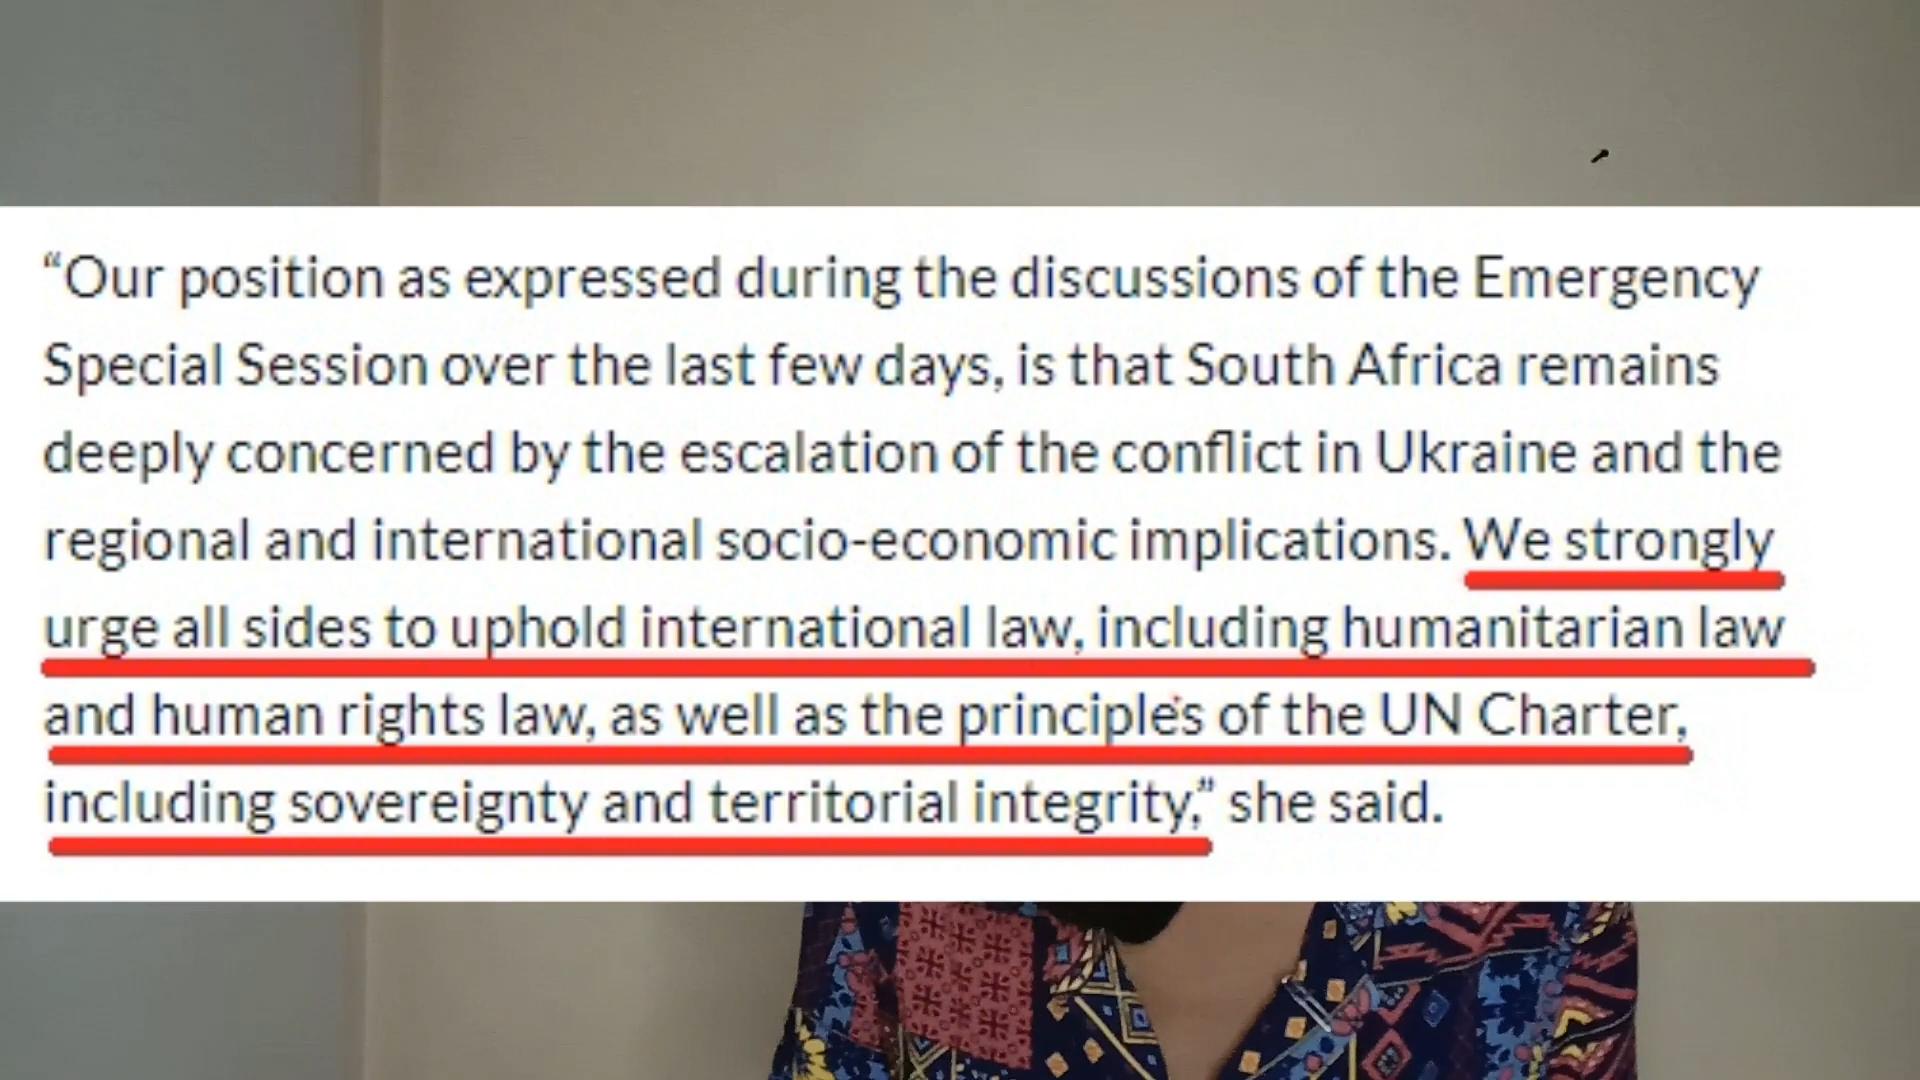 “Our position as expressed during the discussions of the Emergency
Special Session over the last few days, is that South Africa remains
deeply concerned by the escalation of the conflict in Ukraine and the
regional and international socio-economic implications. We strongly
urge all sides to uphold international law, including humanitarian law
and human rights law, as well as the principles of the UN Charter,
including sovereignty and territorial integrity,” she said.